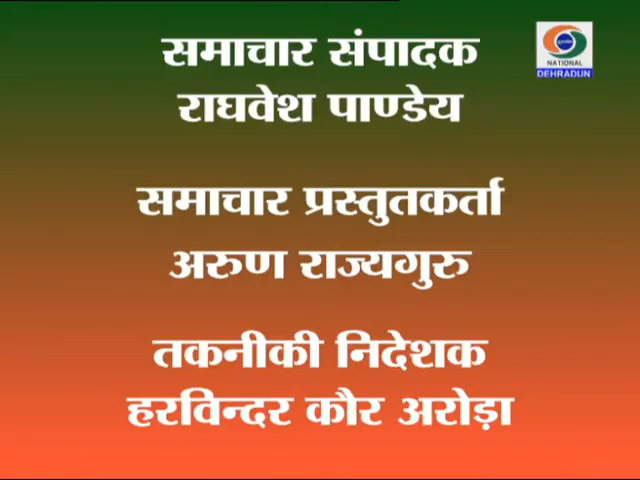 समाचार संपादक
राघवेश पाण्डेय
समाचार प्रस्तुतकर्ता
अरुण राज्यगुरु
तकनीकी निदेशक
हरविन्दर कौर अरोड़ा
NATIONAL
DEHRADUN